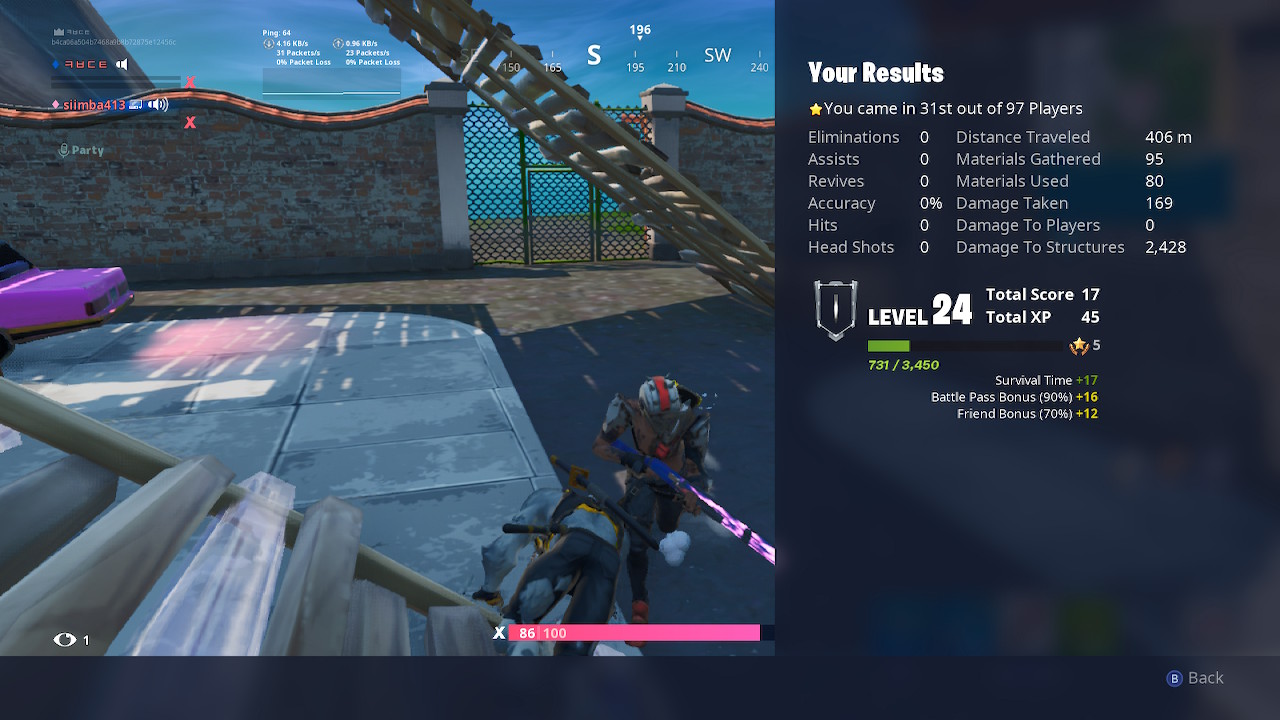 ㅋㅂㄷㄷ
b4ca06a504b7468a9b8b72875e12456c
ㅋㅂㄷㄷ
siimba413
X
X
Party
Ping: 64
4.16 KB/s 0.96 KB/s
31 Packets/s 23 Packets/s
0% Packet Loss 0% Packet Loss
196
SE 150 165 S 195 210 SW 240
1
X 86 100
Your Results
You came in 31st out of 97 Players
Eliminations 0 Distance Traveled 406 m
Assists 0 Materials Gathered 95
Revives 0 Materials Used 80
Accuracy 0% Damage Taken 169
Hits 0 Damage To Players 0
Head Shots 0 Damage To Structures 2,428
LEVEL 24
Total Score 17
Total XP 45
5
731 / 3,450
Survival Time +17
Battle Pass Bonus (90%) +16
Friend Bonus (70%) +12
B Back